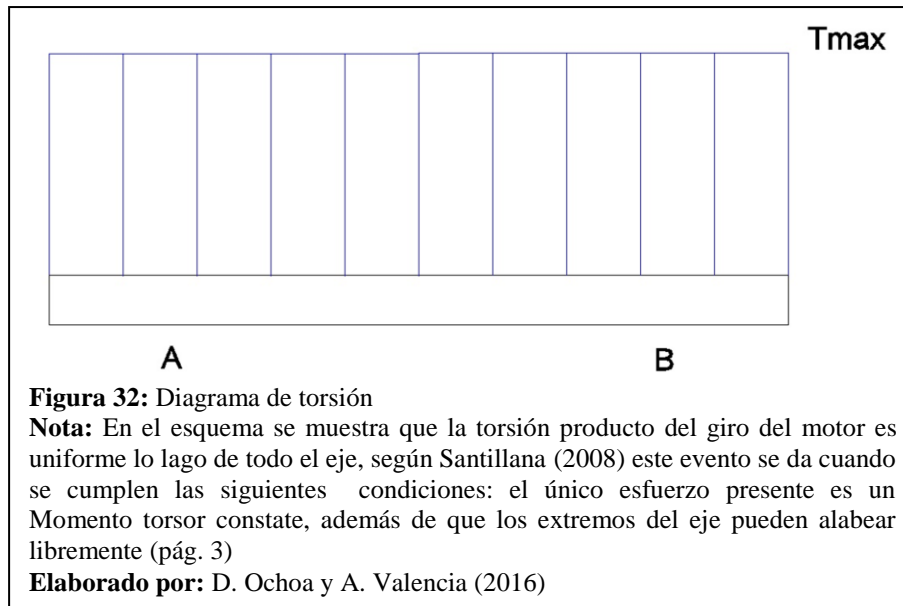 Tmax
A B
Figura 32: Diagrama de torsión
Nota: En el esquema se muestra que la torsión producto del giro del motor es
uniforme lo lago de todo el eje, según Santillana (2008) este evento se da cuando
se cumplen las siguientes condiciones: el único esfuerzo presente es un
Momento torsor constate, además de que los extremos del eje pueden alabear
libremente (pág. 3)
Elaborado por: D. Ochoa y A. Valencia (2016)